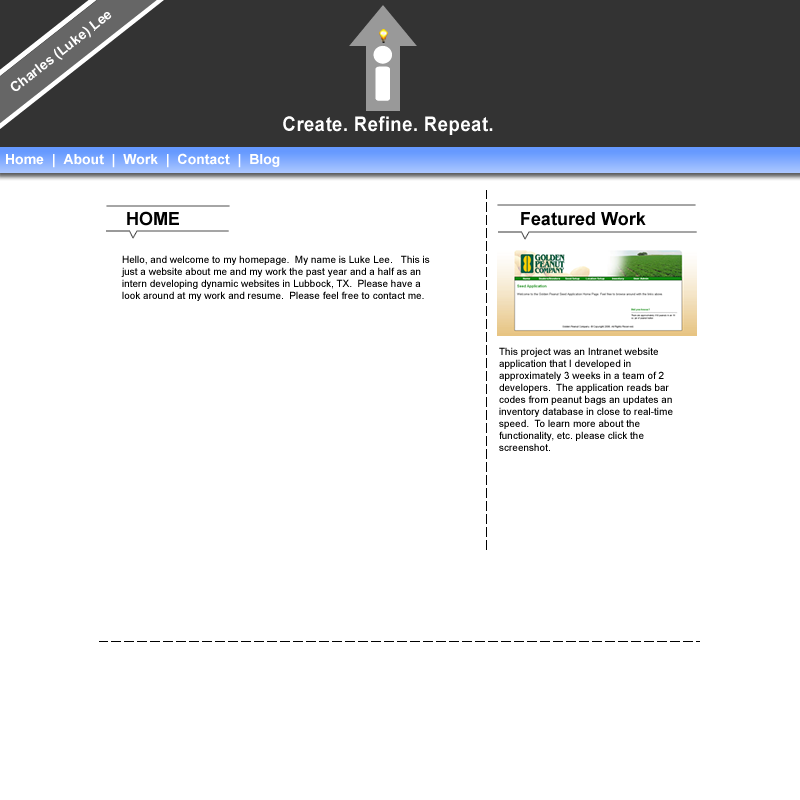 Charles (Luke) Lee
Create. Refine. Repeat.
Home | About | Work | Contact | Blog
HOME
Hello, and welcome to my homepage. My name is Luke Lee. This is
just a website about me and my work the past year and a half as an
intern developing dynamic websites in Lubbock, TX. Please have a
look around at my work and resume. Please feel free to contact me.
Featured Work
GOLDEN
PEANUT
COMPANY
Seed Application
This project was an Intranet website
application that I developed in
approximately 3 weeks in a team of 2
developers. The application reads bar
codes from peanut bags an updates an
inventory database in close to real-time
speed. To learn more about the
functionality, etc. please click the
screenshot.